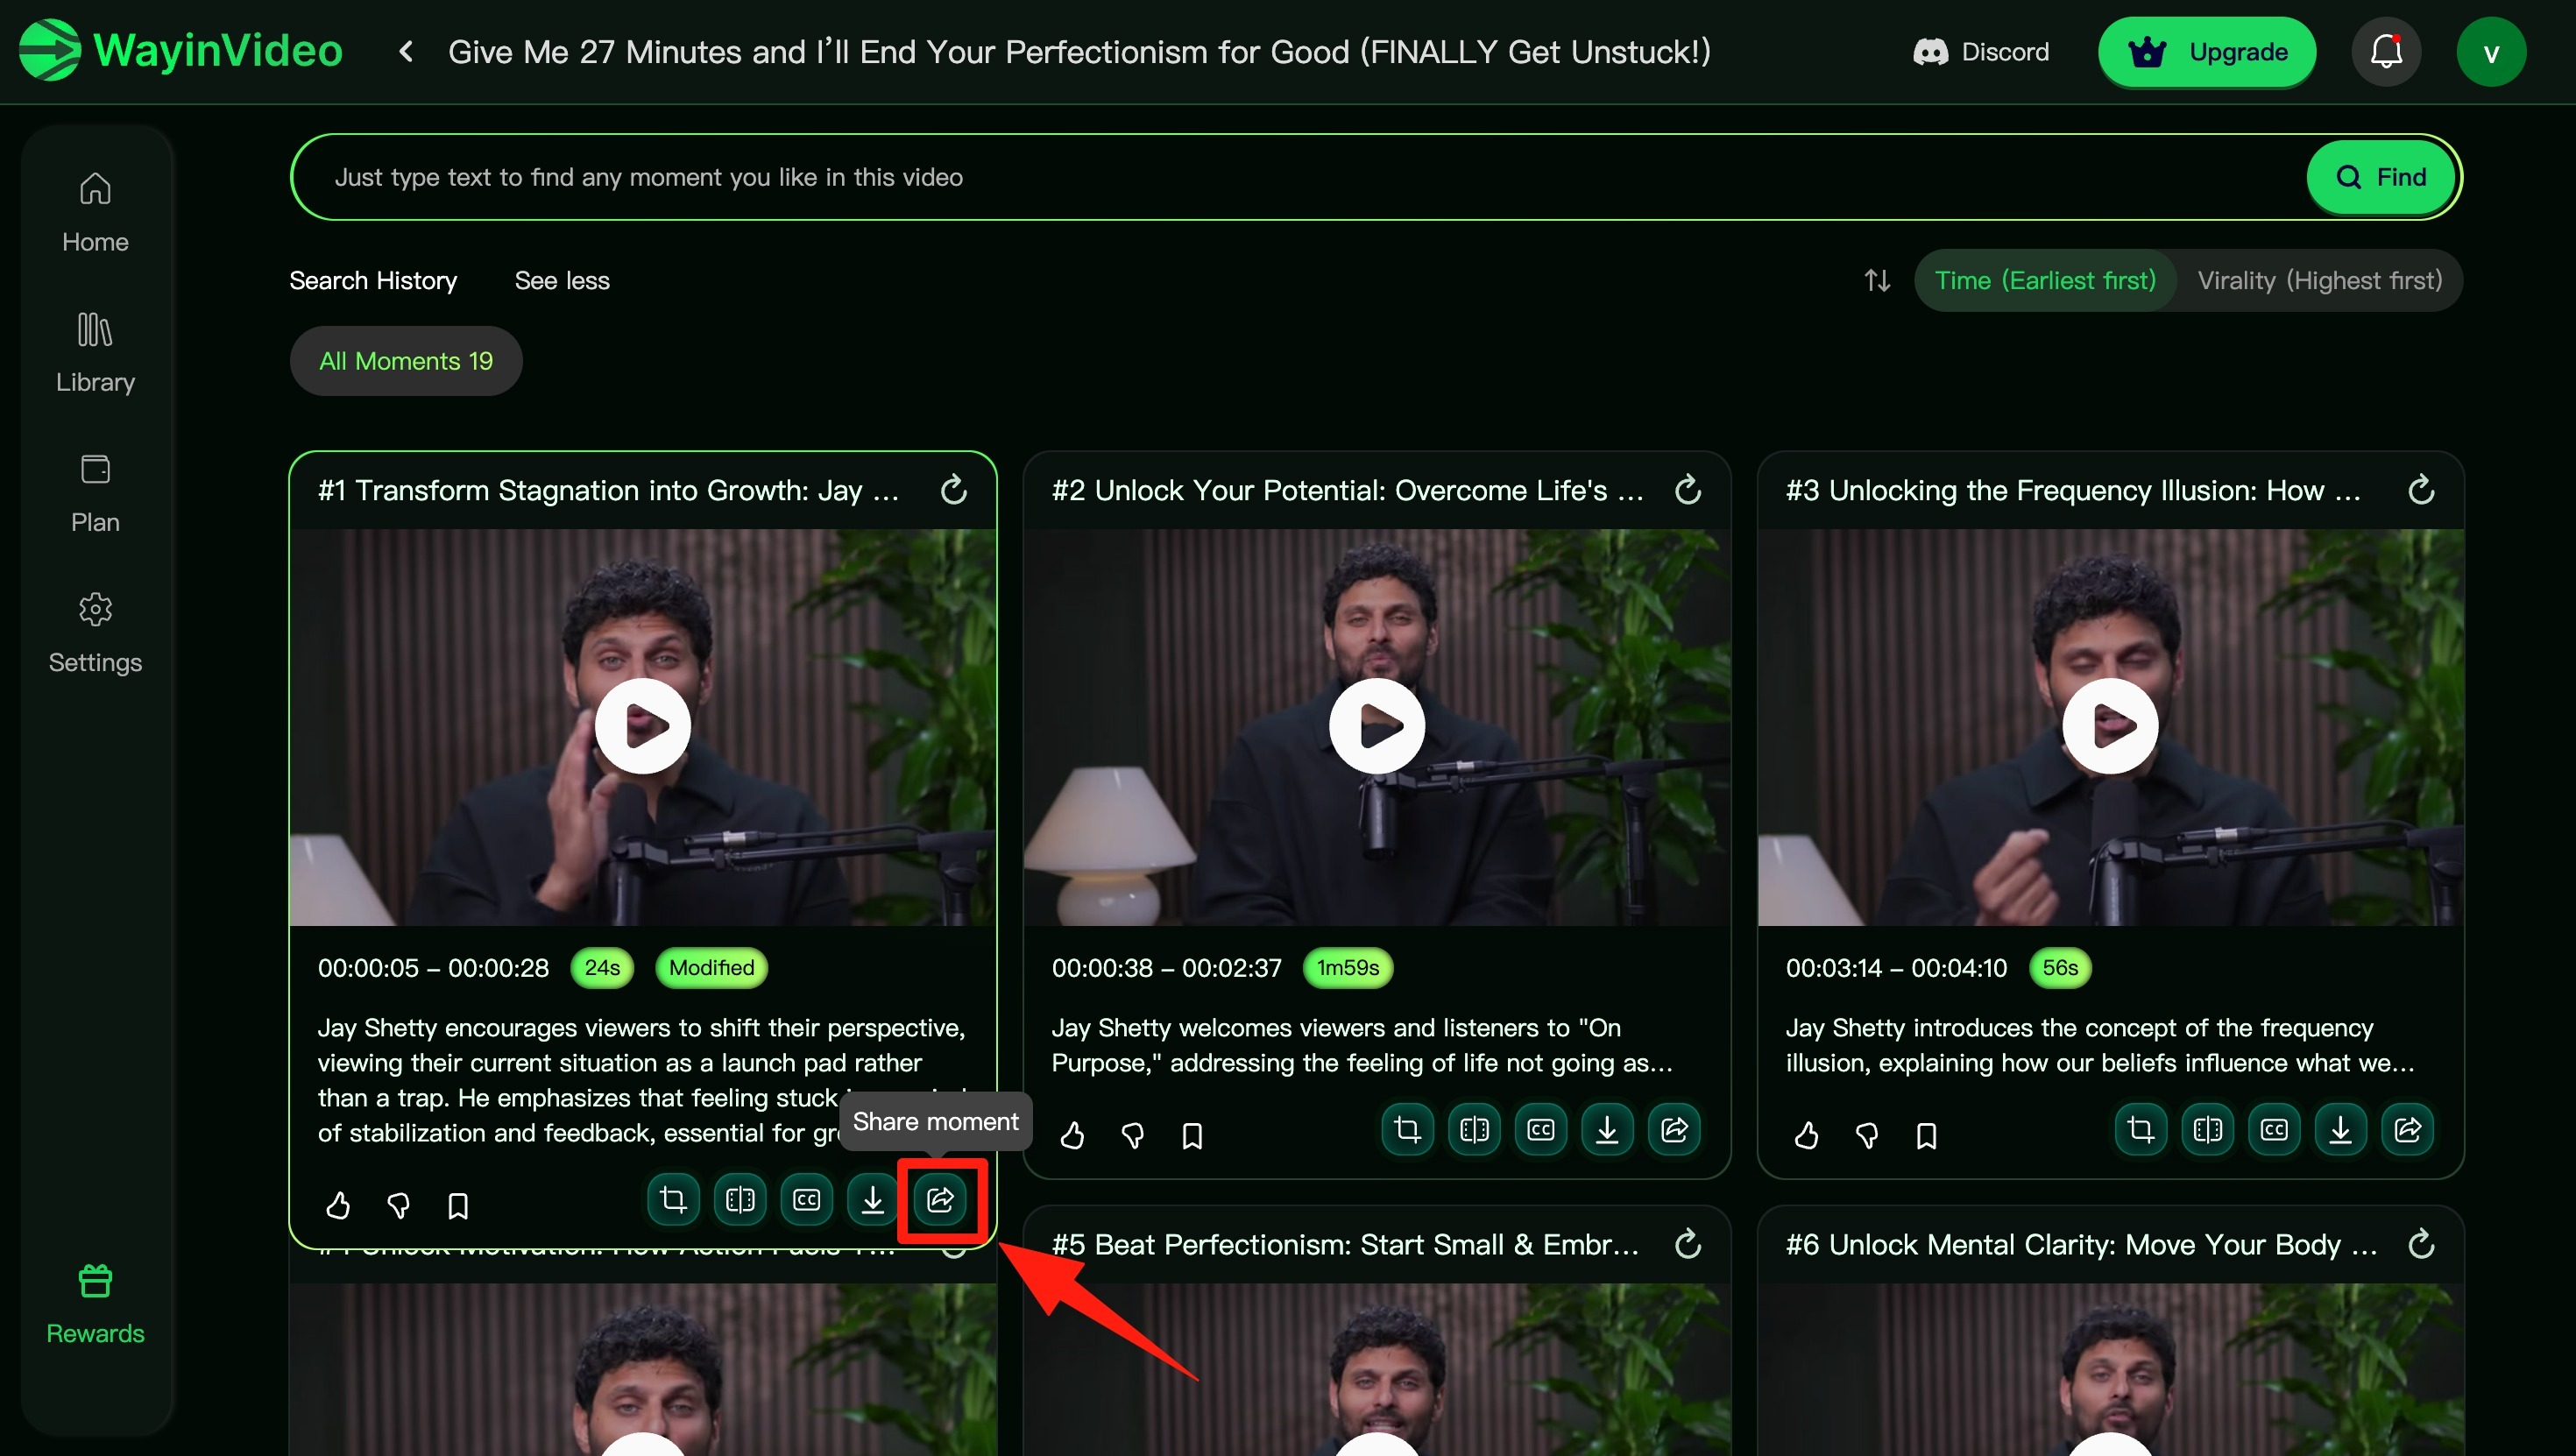 WayinVideo
Give Me 27 Minutes and I’ll End Your Perfectionism for Good (FINALLY Get Unstuck!)
Discord
Upgrade
v
Home
Library
Plan
Settings
Rewards
Just type text to find any moment you like in this video
Find
Search History
See less
Time (Earliest first)
Virality (Highest first)
All Moments 19
#1 Transform Stagnation into Growth: Jay ...
00:00:05 – 00:00:28
24s
Modified
Jay Shetty encourages viewers to shift their perspective,
viewing their current situation as a launch pad rather
than a trap. He emphasizes that feeling stuck
of stabilization and feedback, essential for
Share moment
CC
#2 Unlock Your Potential: Overcome Life's ...
00:00:38 – 00:02:37
1m59s
Jay Shetty welcomes viewers and listeners to "On
Purpose," addressing the feeling of life not going as...
CC
#3 Unlocking the Frequency Illusion: How ...
00:03:14 – 00:04:10
56s
Jay Shetty introduces the concept of the frequency
illusion, explaining how our beliefs influence what we...
CC
Unlock Motivation: How Action Fuels
#5 Beat Perfectionism: Start Small & Embr...
#6 Unlock Mental Clarity: Move Your Body ...